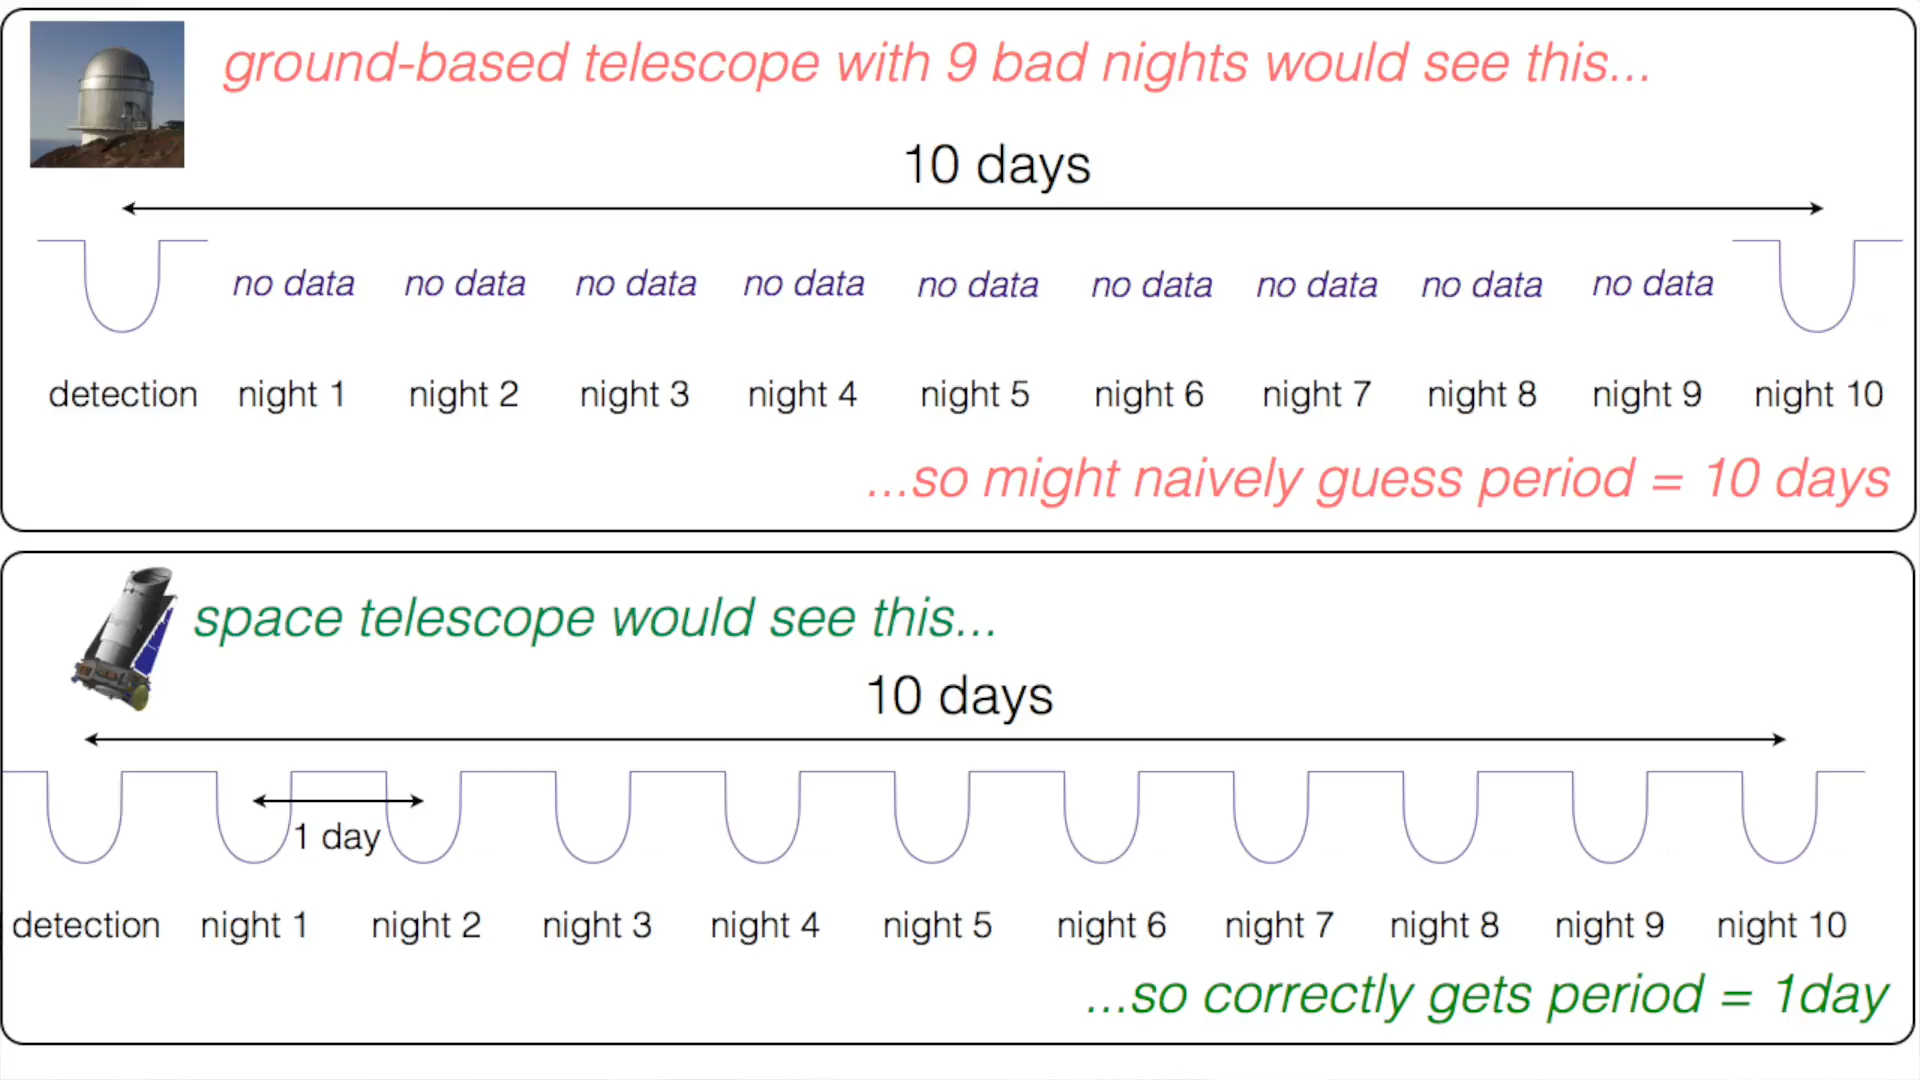 ground-based telescope with 9 bad nights would see this...
10 days
no data no data no data no data no data no data no data no data no data
detection night 1 night 2 night 3 night 4 night 5 night 6 night 7 night 8 night 9 night 10
...so might naively guess period = 10 days
space telescope would see this...
10 days
1 day
detection night 1 night 2 night 3 night 4 night 5 night 6 night 7 night 8 night 9 night 10
...so correctly gets period = 1day